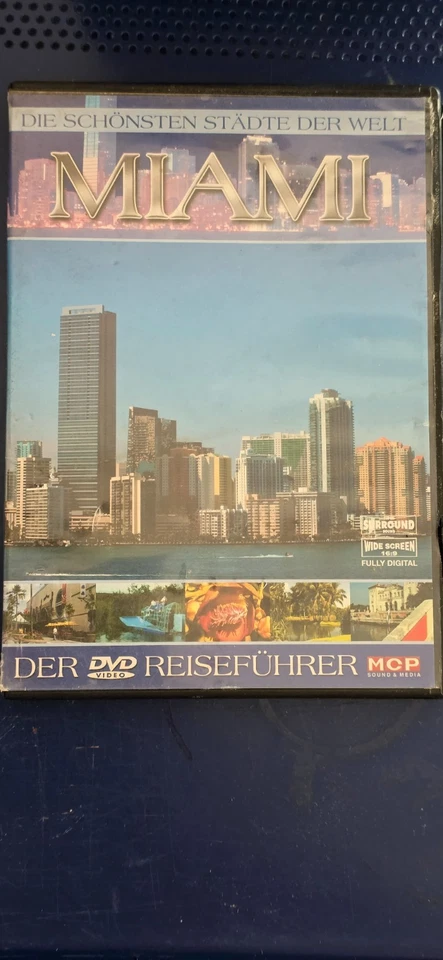 DIE SCHÖNSTEN STÄDTE DER WELT
MIAMI
SURROUND
WIDE SCREEN
16:9
FULLY DIGITAL
DER DVD VIDEO REISEFÜHRER
MCP
SOUND & MEDIA